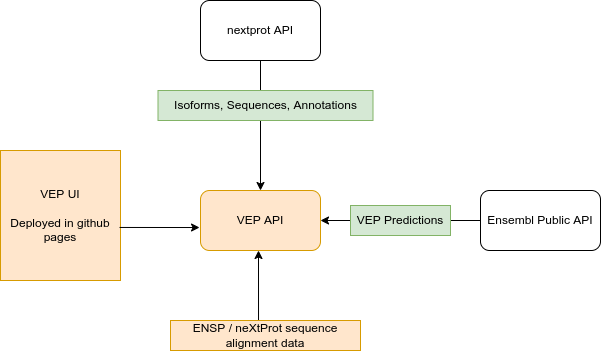 nextprot API
Isoforms, Sequences, Annotations
VEP UI
Deployed in github
pages
VEP API
VEP Predictions
Ensembl Public API
ENSP / neXtProt sequence
alignment data